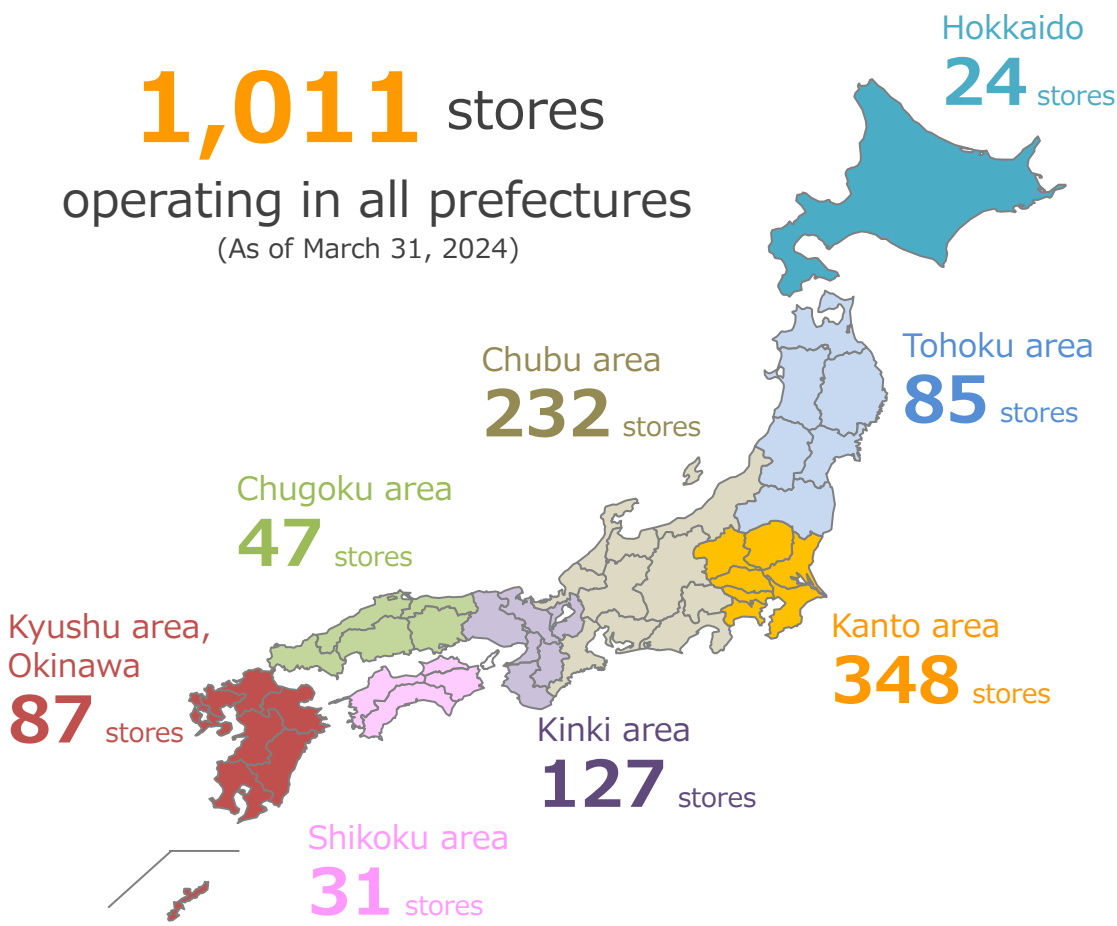 1,011 stores
operating in all prefectures
(As of March 31, 2024)
Hokkaido
24 stores
Tohoku area
85 stores
Chubu area
232 stores
Chugoku area
47 stores
Kyushu area,
Okinawa
87 stores
Kanto area
348 stores
Kinki area
127 stores
Shikoku area
31 stores